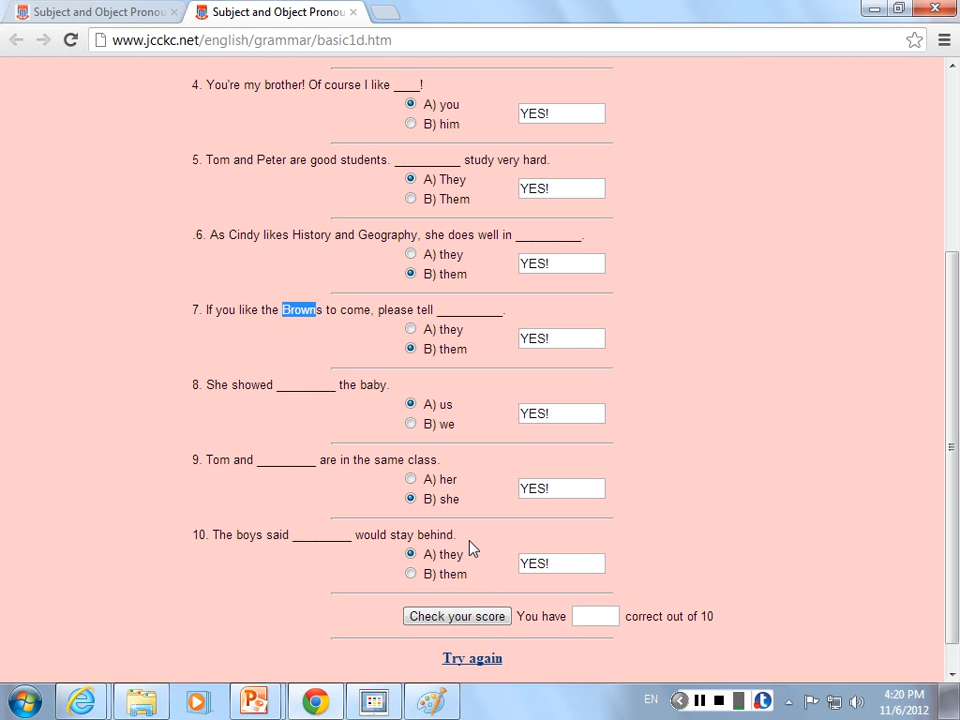 Subject and Object Pronou
Subject and Object Pronou
www.jcckc.net/english/grammar/basic1d.htm
4. You're my brother! Of course I like ____!
A) you
B) him
YES!
5. Tom and Peter are good students. __________ study very hard.
A) They
B) Them
YES!
.6. As Cindy likes History and Geography, she does well in __________.
A) they
B) them
YES!
7. If you like the Browns to come, please tell __________.
A) they
B) them
YES!
8. She showed _________ the baby.
A) us
B) we
YES!
9. Tom and _________ are in the same class.
A) her
B) she
YES!
10. The boys said _________ would stay behind.
A) they
B) them
YES!
Check your score You have correct out of 10
Try again
EN
4:20 PM
11/6/2012